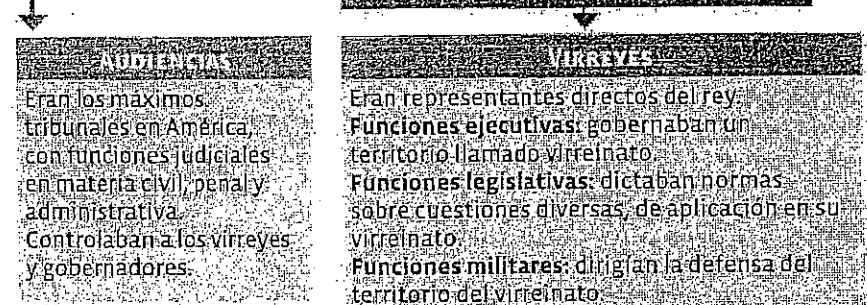 AUDIENCIAS
Eran los máximos
tribunales en América,
con funciones judiciales
en materia civil, penal y
administrativa.
Controlaban a los virreyes
y gobernadores.
VIRREYES
Eran representantes directos del rey.
Funciones ejecutivas: gobernaban un
territorio llamado virreinato.
Funciones legislativas: dictaban normas
sobre cuestiones diversas, de aplicación en su
virreinato.
Funciones militares: dirigían la defensa del
territorio del virreinato.